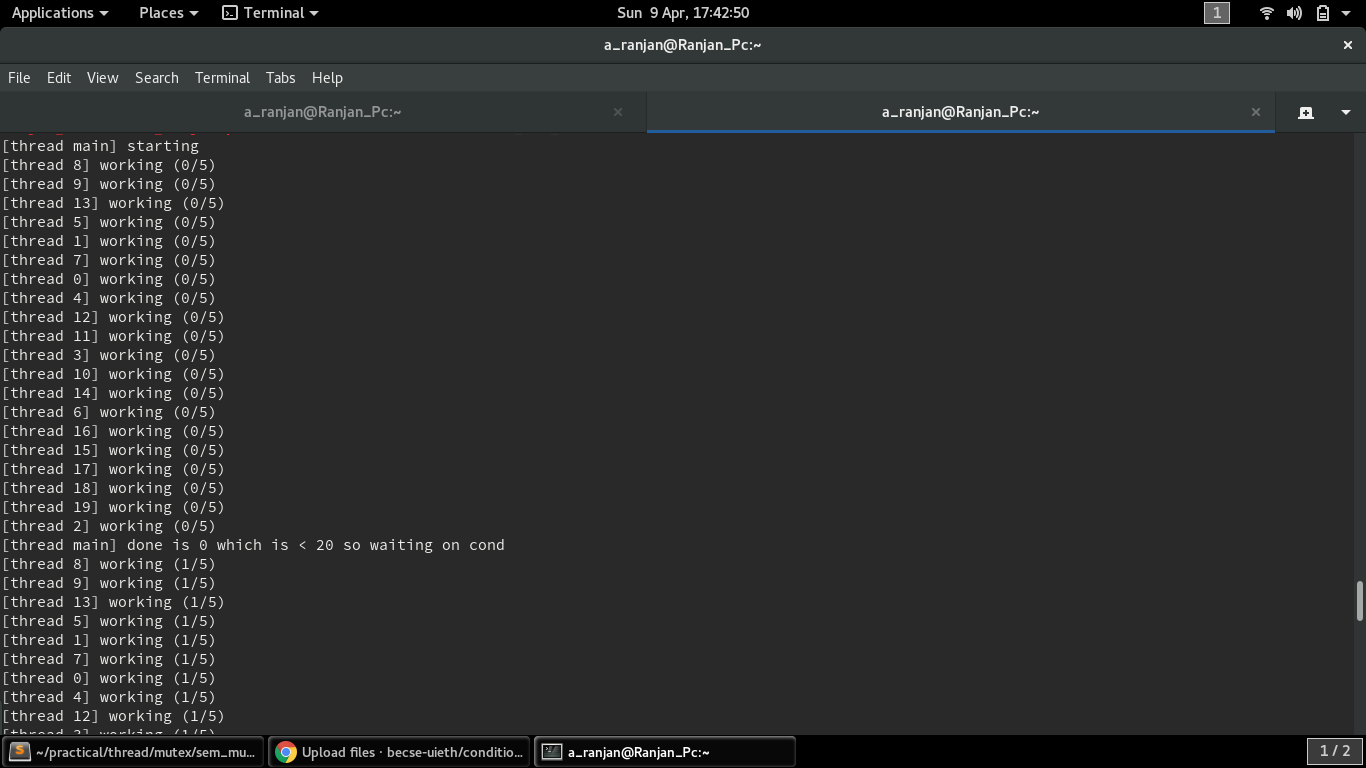 Applications Places Terminal Sun 9 Apr, 17:42:50 1
a_ranjan@Ranjan_Pc:~ ×
File Edit View Search Terminal Tabs Help
a_ranjan@Ranjan_Pc:~ × a_ranjan@Ranjan_Pc:~ ×
[thread main] starting
[thread 8] working (0/5)
[thread 9] working (0/5)
[thread 13] working (0/5)
[thread 5] working (0/5)
[thread 1] working (0/5)
[thread 7] working (0/5)
[thread 0] working (0/5)
[thread 4] working (0/5)
[thread 12] working (0/5)
[thread 11] working (0/5)
[thread 3] working (0/5)
[thread 10] working (0/5)
[thread 14] working (0/5)
[thread 6] working (0/5)
[thread 16] working (0/5)
[thread 15] working (0/5)
[thread 17] working (0/5)
[thread 18] working (0/5)
[thread 19] working (0/5)
[thread 2] working (0/5)
[thread main] done is 0 which is < 20 so waiting on cond
[thread 8] working (1/5)
[thread 9] working (1/5)
[thread 13] working (1/5)
[thread 5] working (1/5)
[thread 1] working (1/5)
[thread 7] working (1/5)
[thread 0] working (1/5)
[thread 4] working (1/5)
[thread 12] working (1/5)
~/practical/thread/mutex/sem_mu... Upload files · becse-uieth/conditio... a_ranjan@Ranjan_Pc:~ 1 / 2